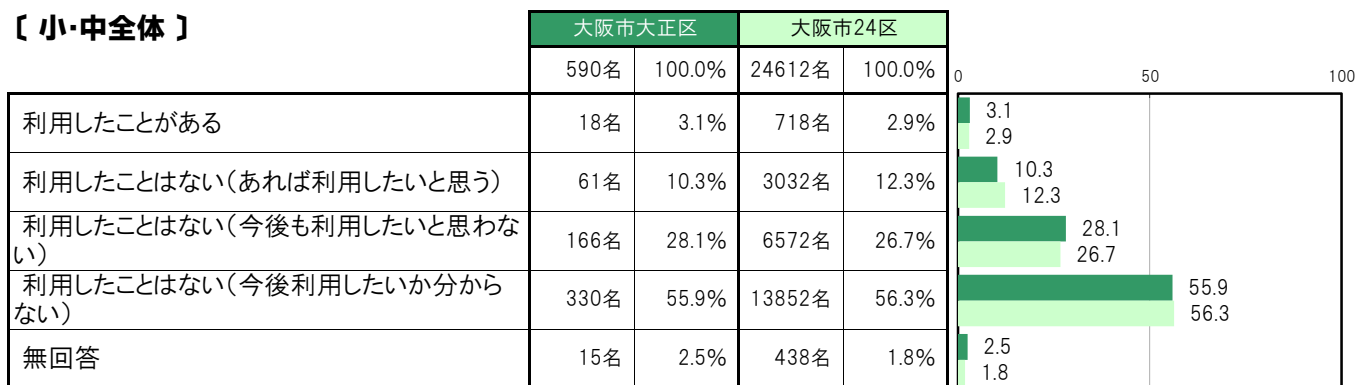 〔 小・中全体 〕
大阪市大正区 大阪市24区
590名 100.0% 24612名 100.0% 0 50 100
利用したことがある 18名 3.1% 718名 2.9% 3.1
2.9
利用したことはない（あれば利用したいと思う） 61名 10.3% 3032名 12.3% 10.3
12.3
利用したことはない（今後も利用したいと思わな
い） 166名 28.1% 6572名 26.7% 28.1
26.7
利用したことはない（今後利用したいか分から
ない） 330名 55.9% 13852名 56.3% 55.9
56.3
無回答 15名 2.5% 438名 1.8% 2.5
1.8